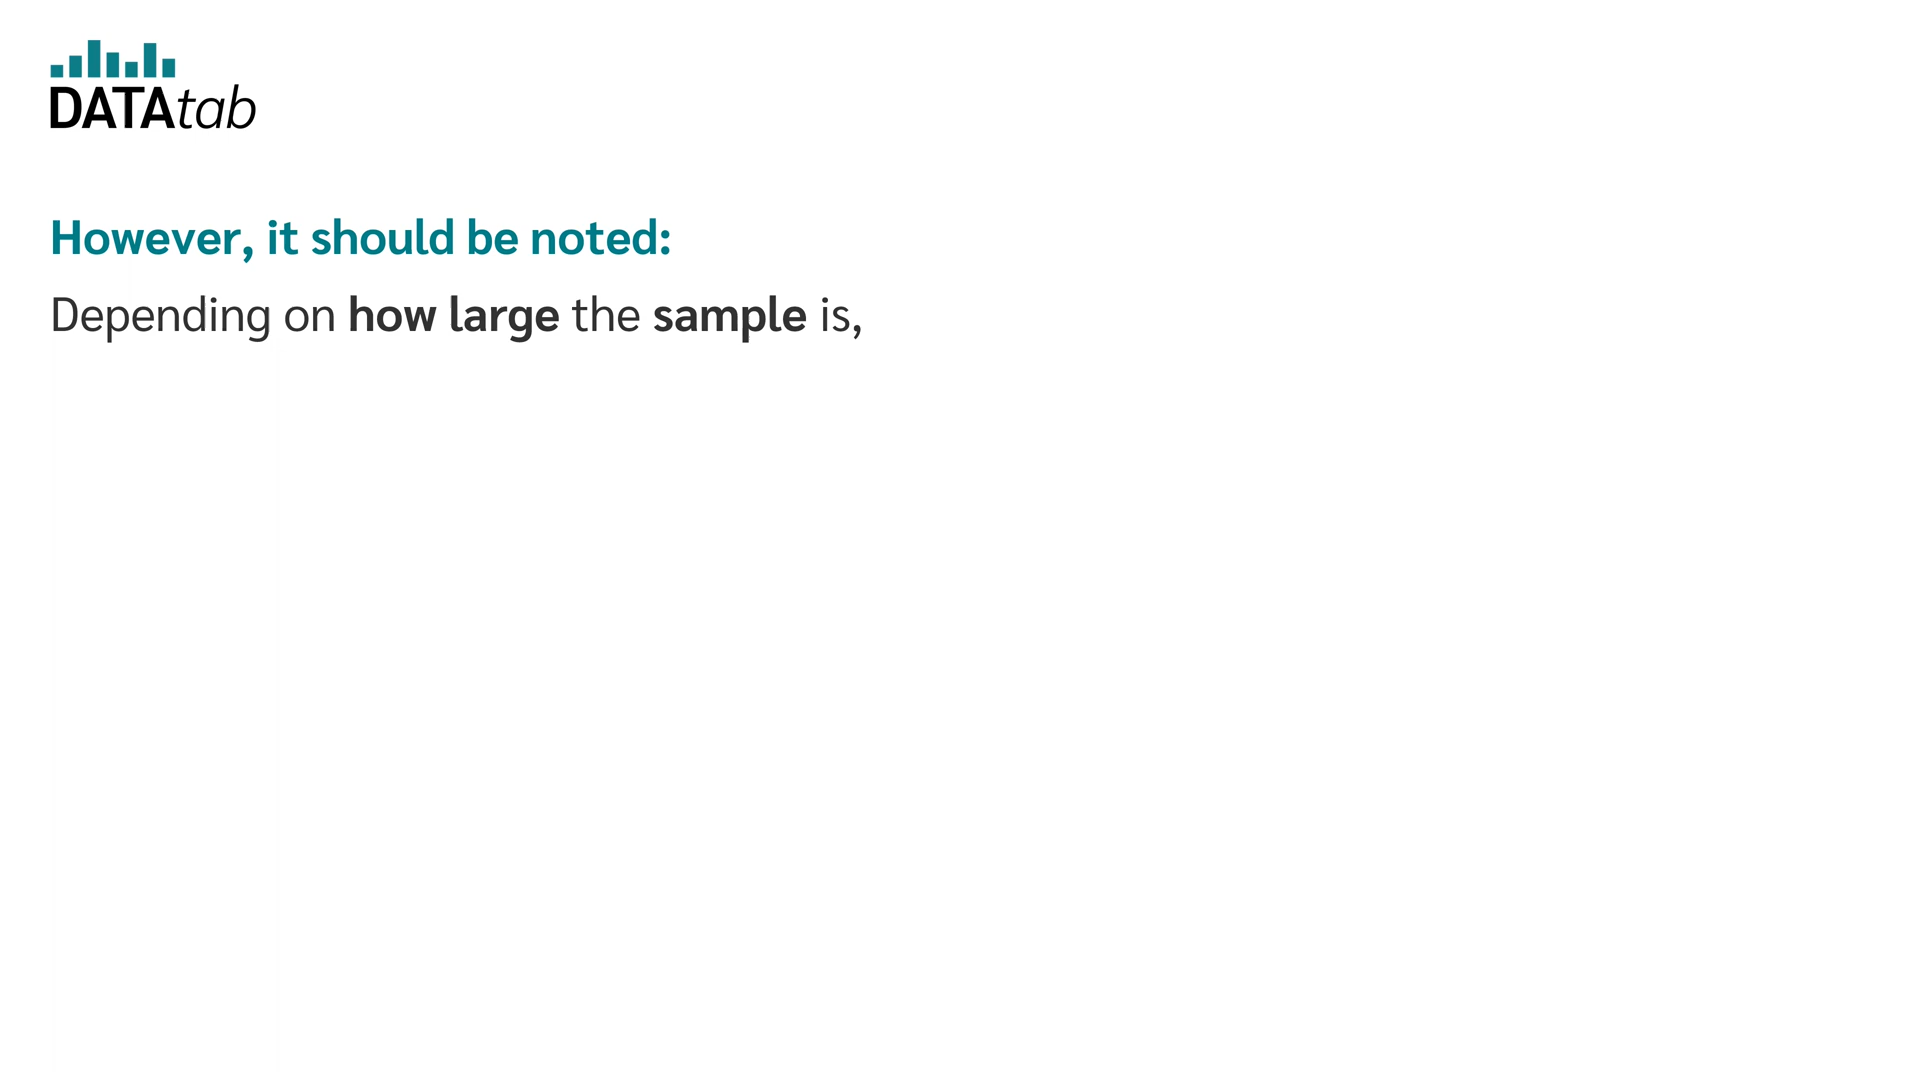 DATAtab
However, it should be noted:
Depending on how large the sample is,